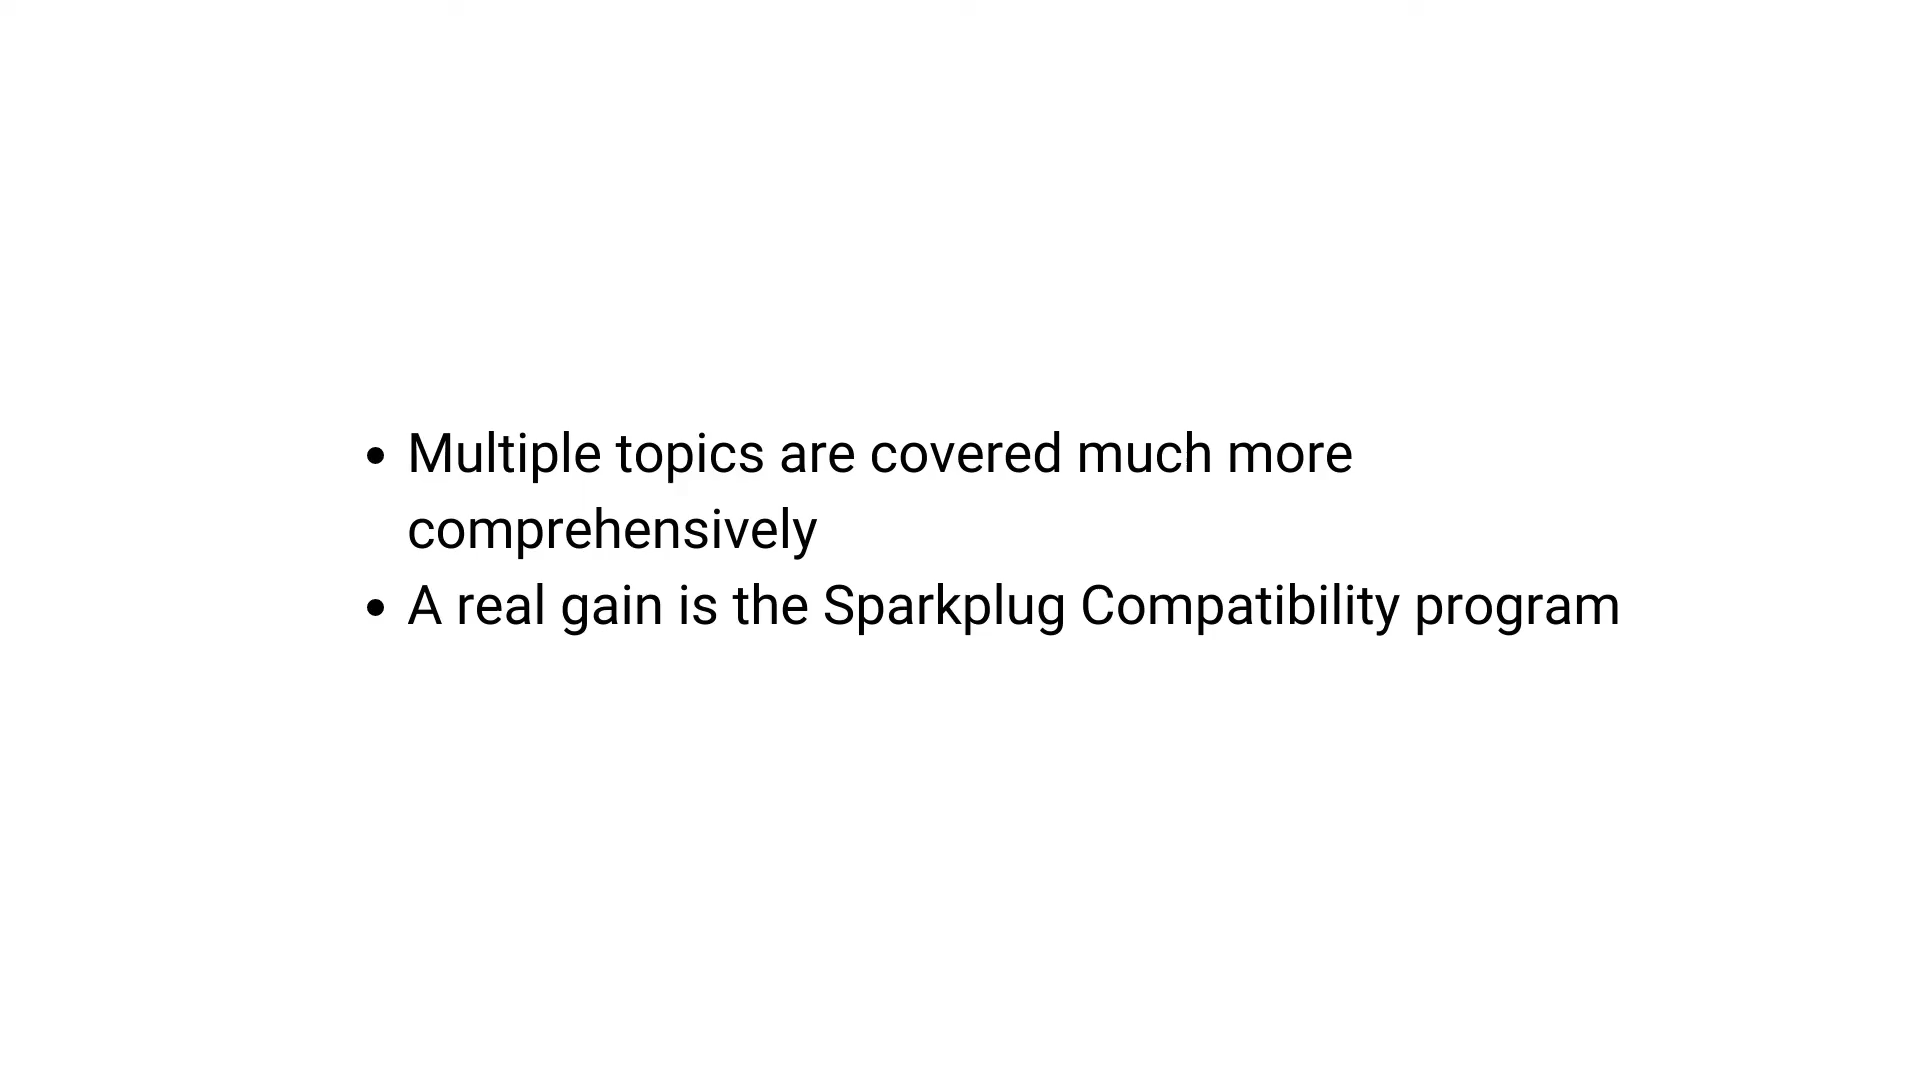 • Multiple topics are covered much more
comprehensively
• A real gain is the Sparkplug Compatibility program